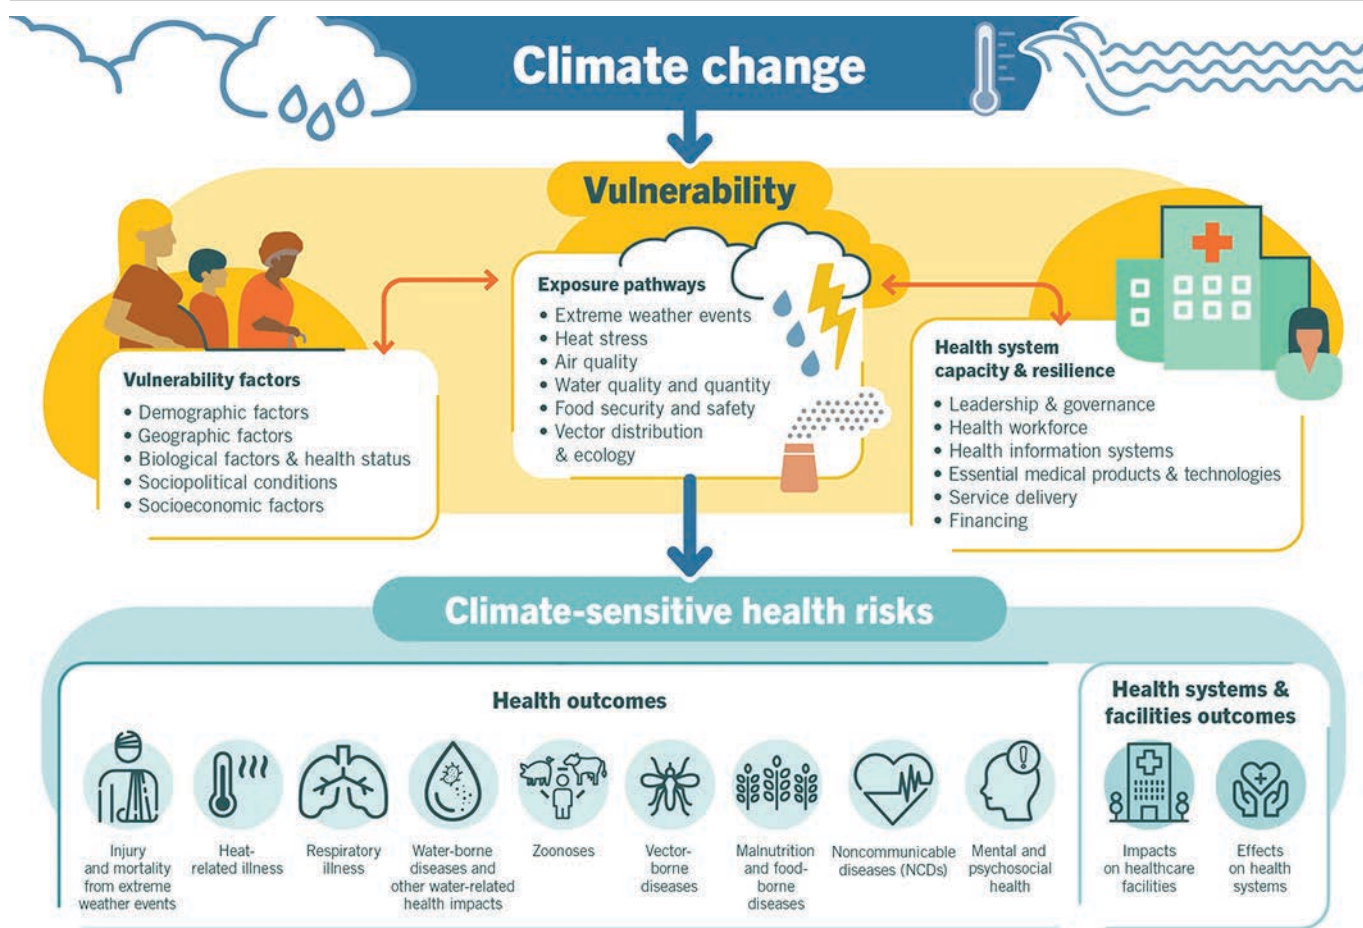 Climate change
Vulnerability
Exposure pathways
• Extreme weather events
• Heat stress
• Air quality
• Water quality and quantity
• Food security and safety
• Vector distribution
& ecology
Vulnerability factors
• Demographic factors
• Geographic factors
• Biological factors & health status
• Sociopolitical conditions
• Socioeconomic factors
Health system
capacity & resilience
• Leadership & governance
• Health workforce
• Health information systems
• Essential medical products & technologies
• Service delivery
• Financing
Climate-sensitive health risks
Health outcomes
Injury
and mortality
from extreme
weather events
Heat-
related illness
Respiratory
illness
Water-borne
diseases and
other water-related
health impacts
Zoonoses
Vector-
borne
diseases
Malnutrition
and food-
borne
diseases
Noncommunicable
diseases (NCDs)
Mental and
psychosocial
health
Health systems &
facilities outcomes
Impacts
on healthcare
facilities
Effects
on health
systems